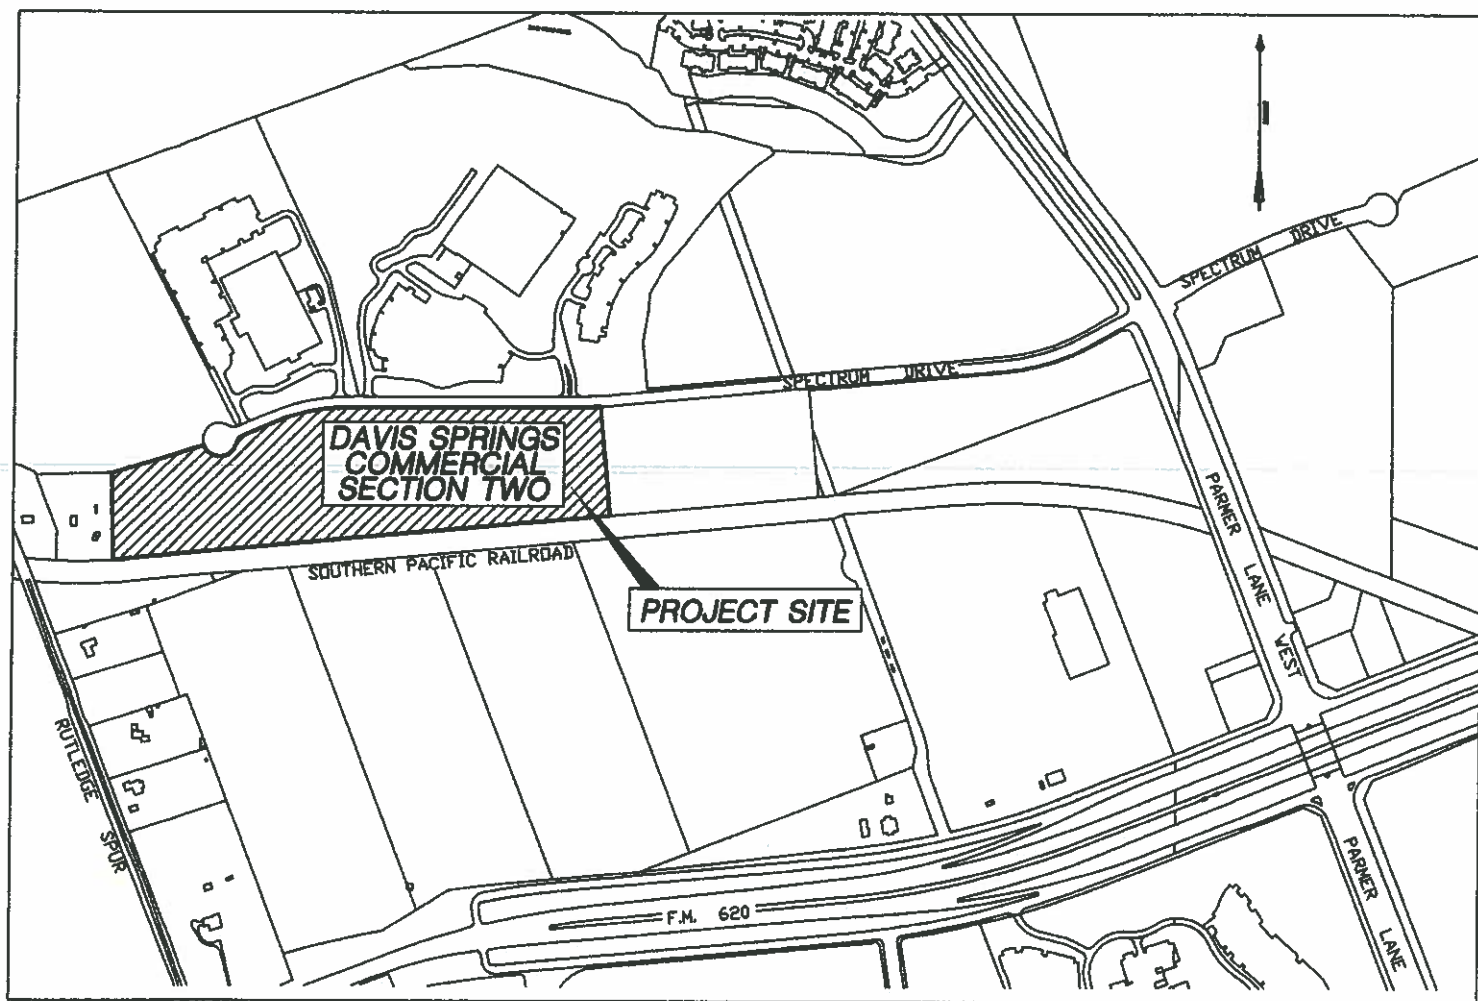 SPECTRUM DRIVE
SPECTRUM DRIVE
DAVIS SPRINGS
COMMERCIAL
SECTION TWO
SOUTHERN PACIFIC RAILROAD
PROJECT SITE
PARMER LANE WEST
RUTLEDGE SPUR
F.M. 620
PARMER LANE